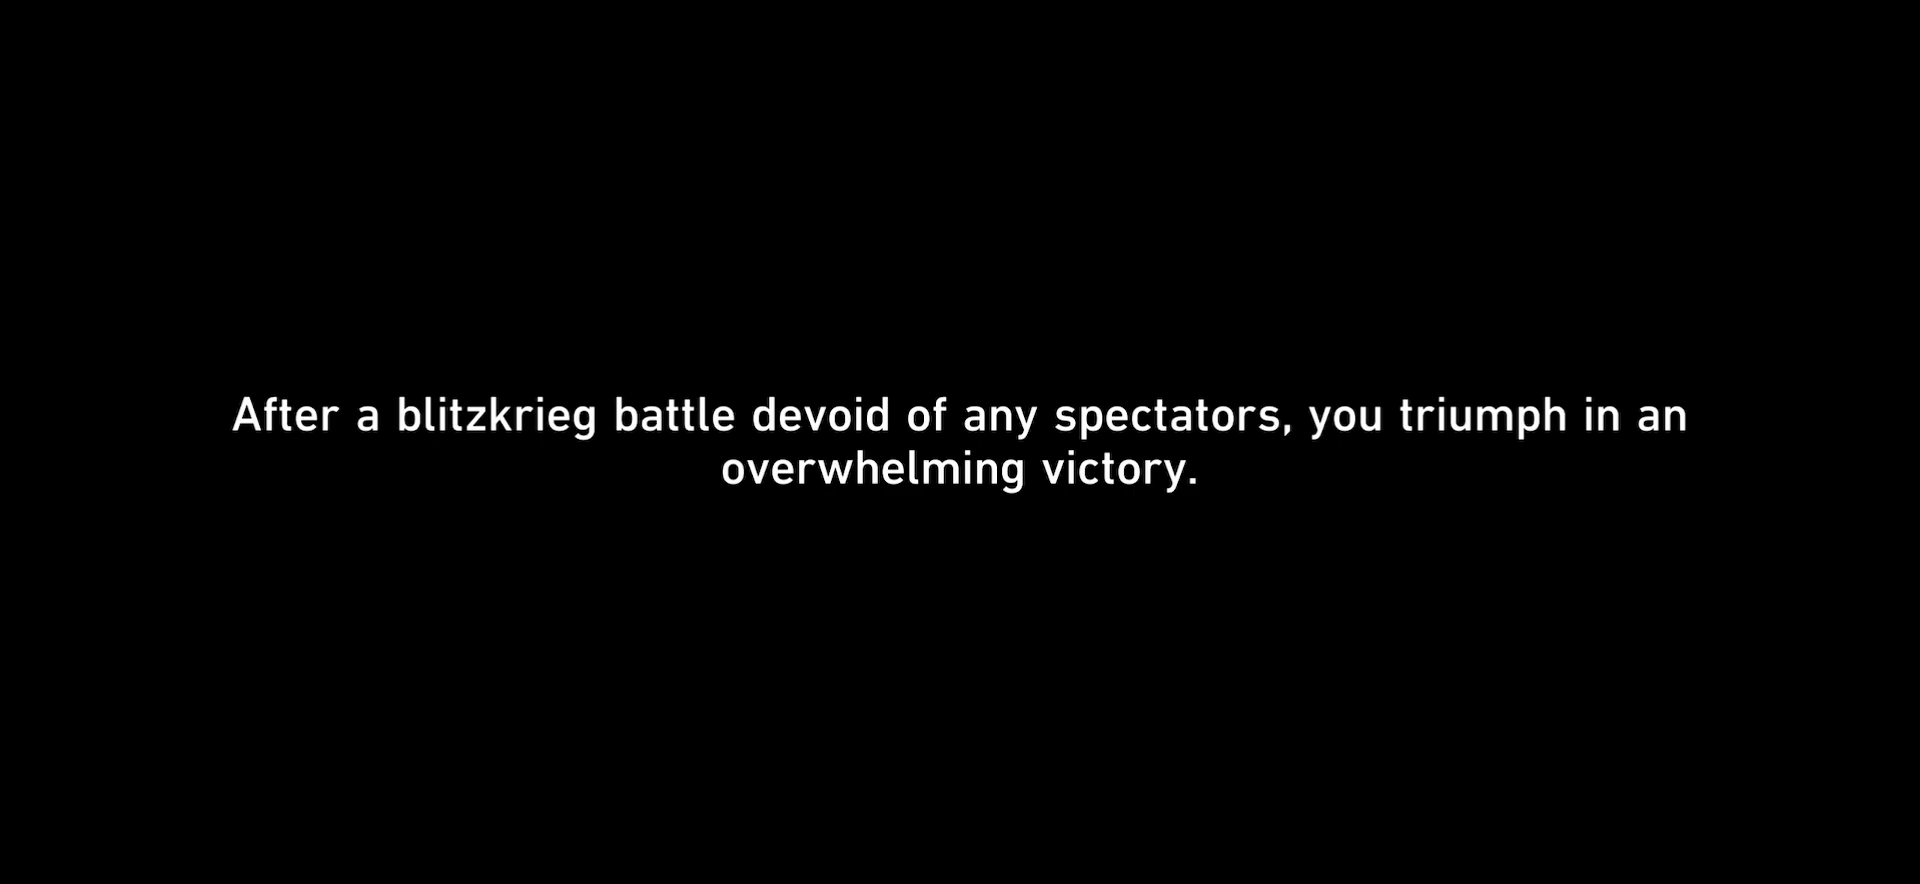 After a blitzkrieg battle devoid of any spectators, you triumph in an
overwhelming victory.